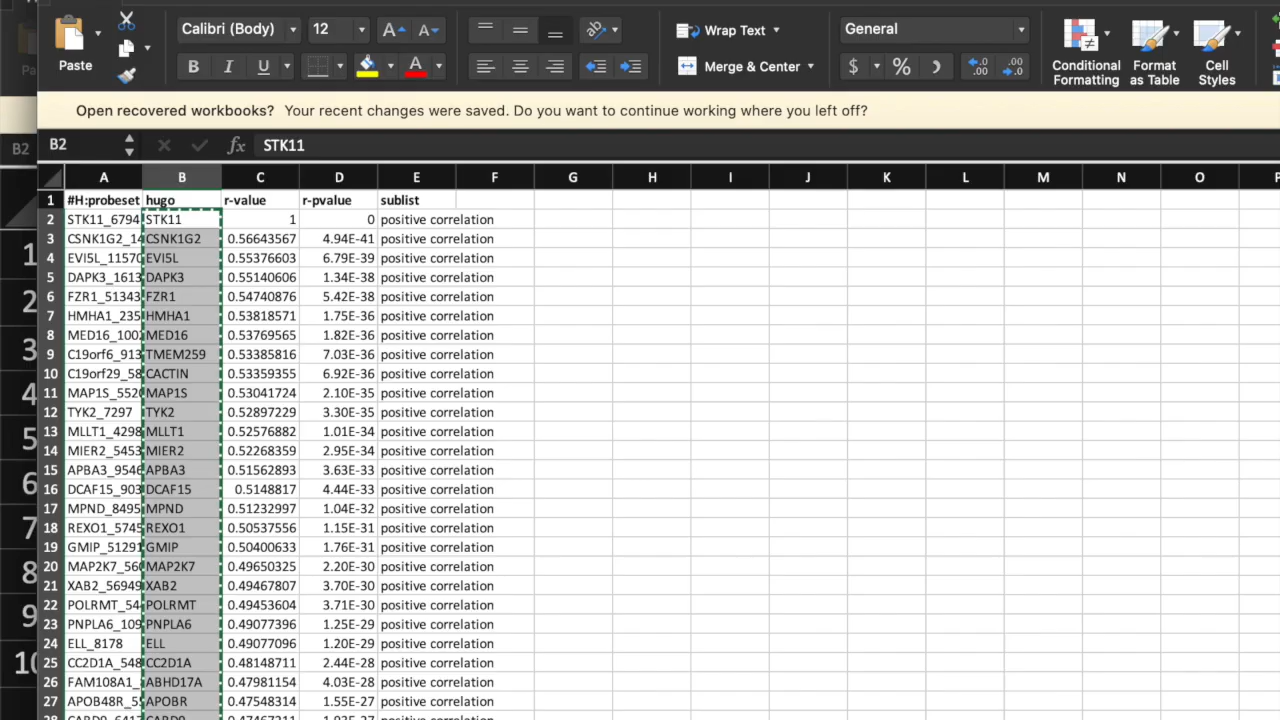 Calibri (Body) 12 General Wrap Text
Paste Merge & Center Conditional Formatting Format as Table Cell Styles
Open recovered workbooks? Your recent changes were saved. Do you want to continue working where you left off?
B2 B2 fx STK11
A B C D E F G H I J K L M N O P
1 #H:probeset hugo r-value r-pvalue sublist
2 STK11_6794 STK11 1 0 positive correlation
3 CSNK1G2_14 CSNK1G2 0.56643567 4.94E-41 positive correlation
4 EVI5L_11570 EVI5L 0.55376603 6.79E-39 positive correlation
5 DAPK3_1613 DAPK3 0.55140606 1.34E-38 positive correlation
6 FZR1_51343 FZR1 0.54740876 5.42E-38 positive correlation
7 HMHA1_235 HMHA1 0.53818571 1.75E-36 positive correlation
8 MED16_100 MED16 0.53769565 1.82E-36 positive correlation
9 C19orf6_913 TMEM259 0.53385816 7.03E-36 positive correlation
10 C19orf29_58 CACTIN 0.53359355 6.92E-36 positive correlation
11 MAP1S_552 MAP1S 0.53041724 2.10E-35 positive correlation
12 TYK2_7297 TYK2 0.52897229 3.30E-35 positive correlation
13 MLLT1_4298 MLLT1 0.52576882 1.01E-34 positive correlation
14 MIER2_5453 MIER2 0.52268359 2.95E-34 positive correlation
15 APBA3_9546 APBA3 0.51562893 3.63E-33 positive correlation
16 DCAF15_903 DCAF15 0.5148817 4.44E-33 positive correlation
17 MPND_8495 MPND 0.51232997 1.04E-32 positive correlation
18 REXO1_5745 REXO1 0.50537556 1.15E-31 positive correlation
19 GMIP_51291 GMIP 0.50400633 1.76E-31 positive correlation
20 MAP2K7_560 MAP2K7 0.49650325 2.20E-30 positive correlation
21 XAB2_56949 XAB2 0.49467807 3.70E-30 positive correlation
22 POLRMT_54 POLRMT 0.49453604 3.71E-30 positive correlation
23 PNPLA6_109 PNPLA6 0.49077396 1.25E-29 positive correlation
24 ELL_8178 ELL 0.49077096 1.20E-29 positive correlation
25 CC2D1A_548 CC2D1A 0.48148711 2.44E-28 positive correlation
26 FAM108A1_ ABHD17A 0.47981154 4.03E-28 positive correlation
27 APOB48R_5 APOBR 0.47548314 1.55E-27 positive correlation
28 positive correlation